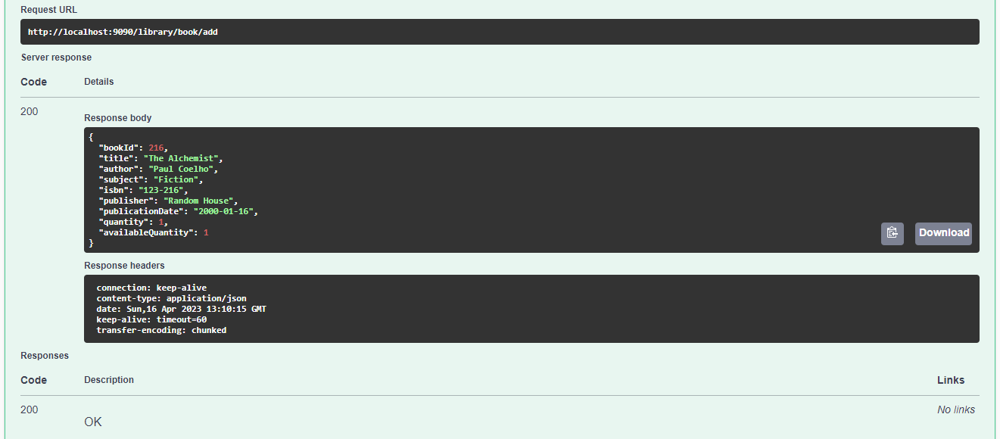 Request URL
http://localhost:9090/library/book/add
Server response
Code Details
200
Response body
{
"bookId": 216,
"title": "The Alchemist",
"author": "Paul Coelho",
"subject": "Fiction",
"isbn": "123-216",
"publisher": "Random House",
"publicationDate": "2000-01-16",
"quantity": 1,
"availableQuantity": 1
}
Download
Response headers
connection: keep-alive
content-type: application/json
date: Sun,16 Apr 2023 13:10:15 GMT
keep-alive: timeout=60
transfer-encoding: chunked
Responses
Code Description Links
200 No links
OK